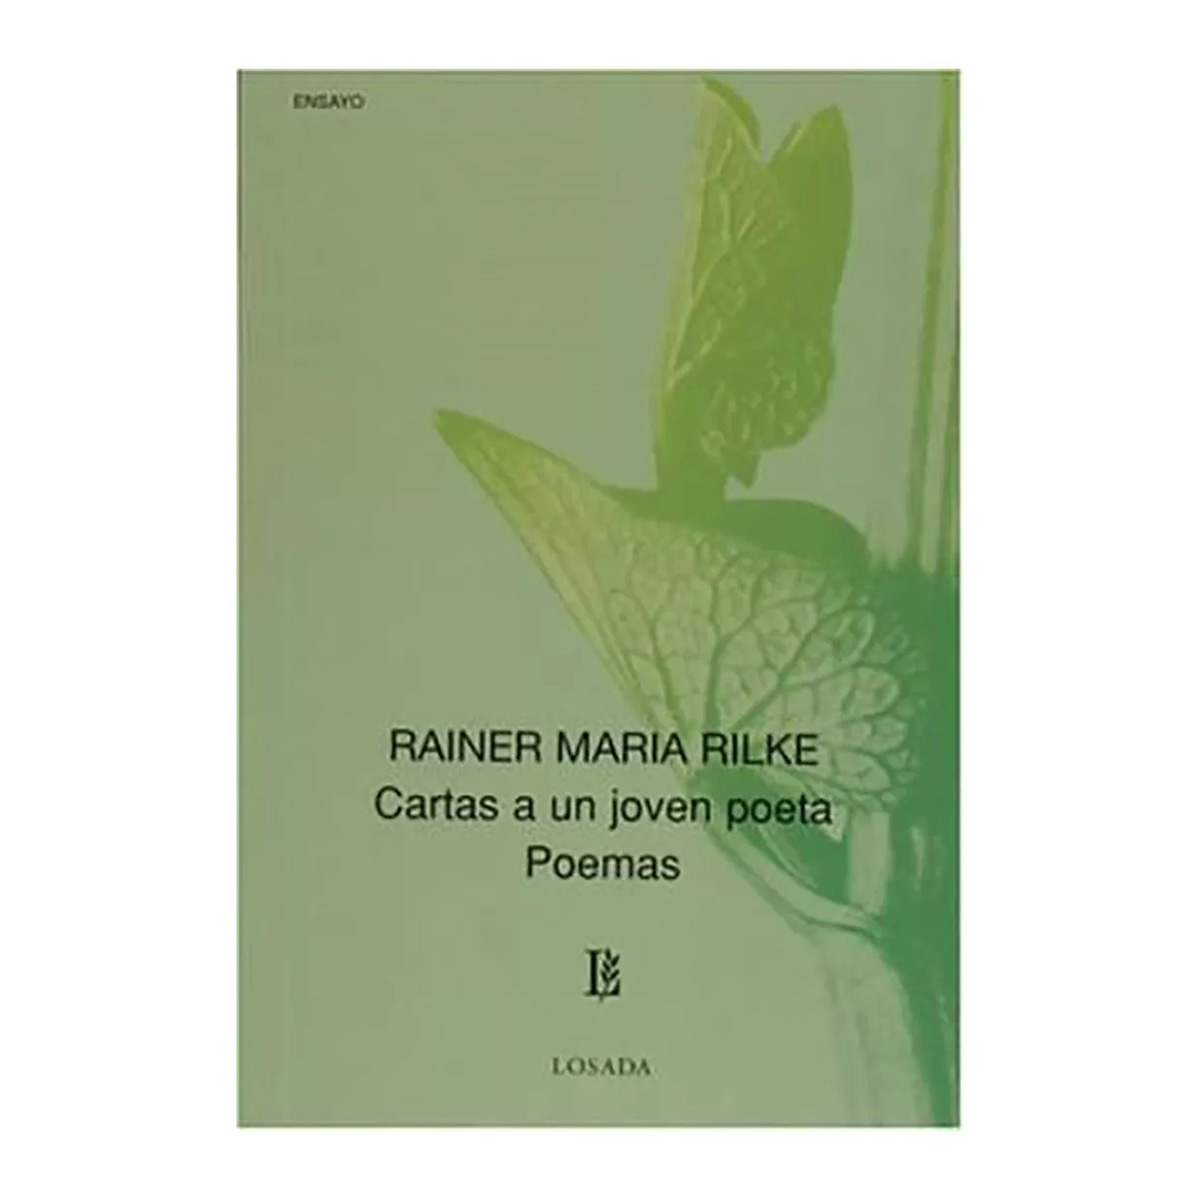 ENSAYO
RAINER MARIA RILKE
Cartas a un joven poeta
Poemas
L
LOSADA